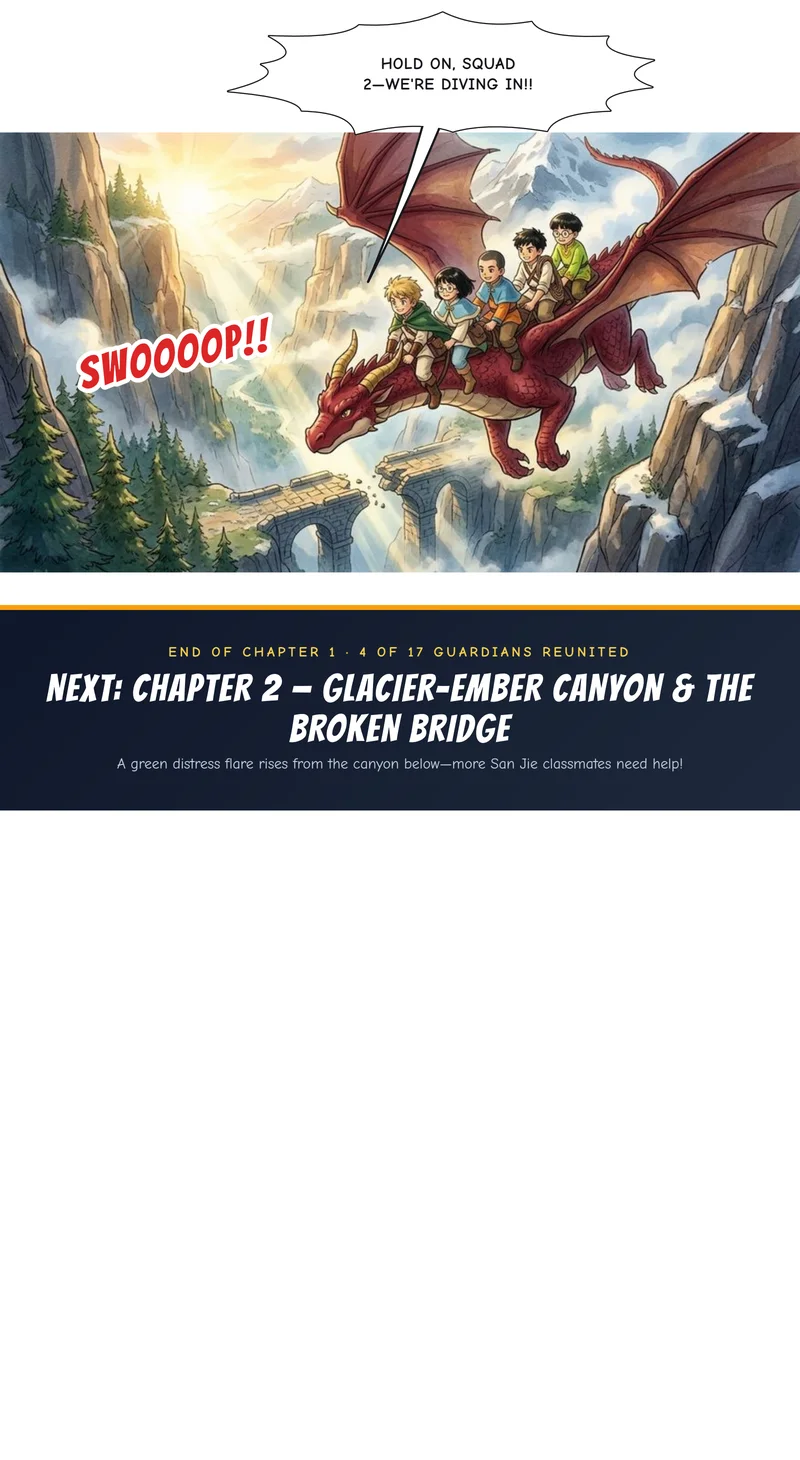 HOLD ON, SQUAD
2—WE'RE DIVING IN!!
SWOOOOP!!
END OF CHAPTER 1 · 4 OF 17 GUARDIANS REUNITED
NEXT: CHAPTER 2 — GLACIER-EMBER CANYON & THE
BROKEN BRIDGE
A green distress flare rises from the canyon below—more San Jie classmates need help!